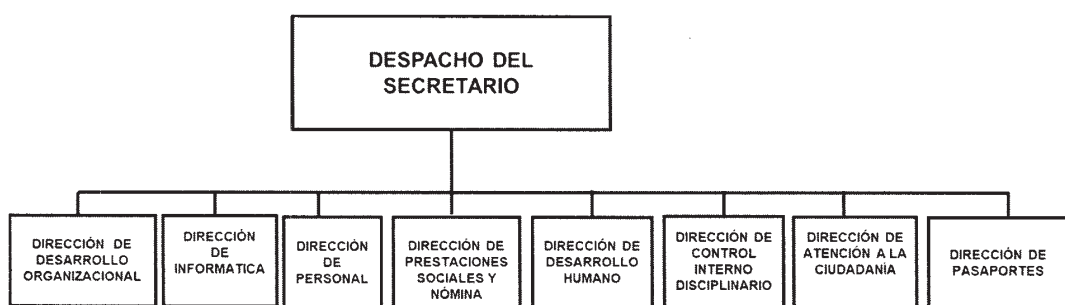 DESPACHO DEL
SECRETARIO
DIRECCIÓN DE
DESARROLLO
ORGANIZACIONAL
DIRECCIÓN
DE
INFORMATICA
DIRECCIÓN
DE
PERSONAL
DIRECCIÓN DE
PRESTACIONES
SOCIALES Y
NÓMINA
DIRECCIÓN DE
DESARROLLO
HUMANO
DIRECCIÓN DE
CONTROL
INTERNO
DISCIPLINARIO
DIRECCIÓN DE
ATENCIÓN A LA
CIUDADANÍA
DIRECCIÓN DE
PASAPORTES